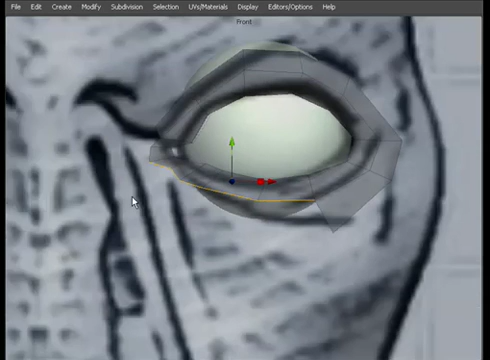 File Edit Create Modify Subdivision Selection UVs/Materials Display Editors/Options Help
Front